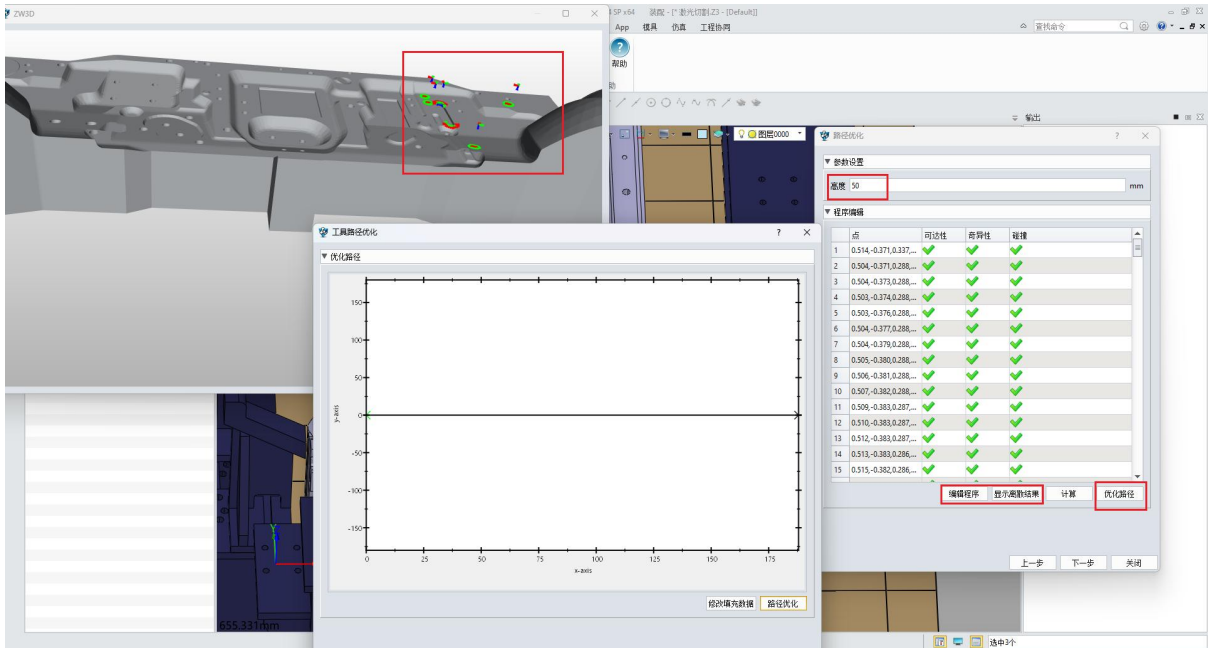 ZW3D
SP x64 装配 - [* 激光切割.Z3 - [Default]]
App 模具 仿真 工程协同
查找命令
帮助
图层0000
输出
路径优化
参数设置
高度 50 mm
程序编辑
点 可达性 奇异性 碰撞
1 0.514,-0.371,0.337,...
2 0.504,-0.371,0.288,...
3 0.504,-0.373,0.288,...
4 0.503,-0.374,0.288,...
5 0.503,-0.376,0.288,...
6 0.504,-0.377,0.288,...
7 0.504,-0.379,0.288,...
8 0.505,-0.380,0.288,...
9 0.506,-0.381,0.288,...
10 0.507,-0.382,0.288,...
11 0.509,-0.383,0.287,...
12 0.510,-0.383,0.287,...
13 0.512,-0.383,0.287,...
14 0.513,-0.383,0.286,...
15 0.515,-0.382,0.286,...
编辑程序 显示离散结果 计算 优化路径
上一步 下一步 关闭
工具路径优化
优化路径
150
100
50
0
-50
-100
-150
y-axis
0 25 50 75 100 125 150 175
x-axis
修改填充数据 路径优化
655.331mm
选中3个